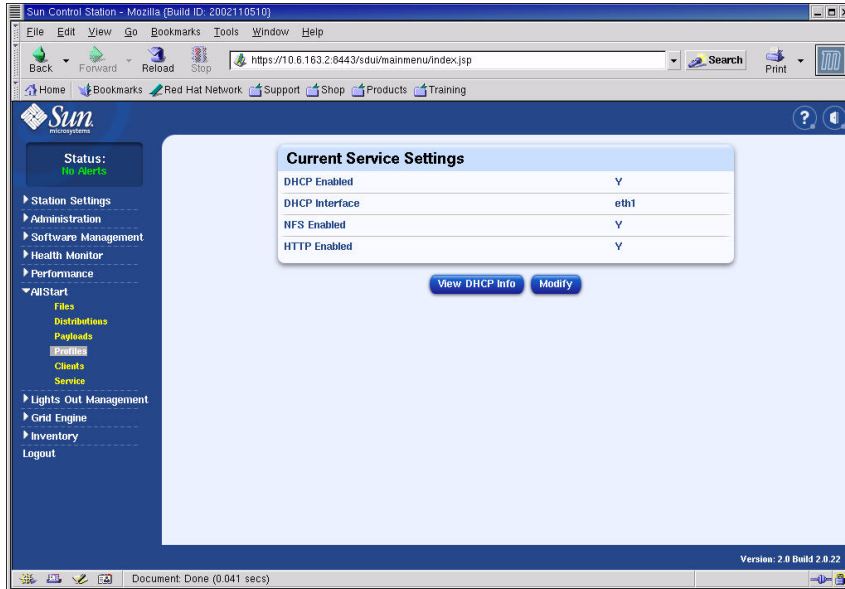 Sun Control Station - Mozilla {Build ID: 2002110510}
File Edit View Go Bookmarks Tools Window Help
Back Forward Reload Stop https://10.6.163.2:8443/sdui/mainmenu/index.jsp Search Print
Home Bookmarks Red Hat Network Support Shop Products Training
Sun
microsystems
?
Status:
No Alerts
Station Settings
Administration
Software Management
Health Monitor
Performance
AllStart
Files
Distributions
Payloads
Profiles
Clients
Service
Lights Out Management
Grid Engine
Inventory
Logout
Current Service Settings
DHCP Enabled Y
DHCP Interface eth1
NFS Enabled Y
HTTP Enabled Y
View DHCP Info Modify
Version: 2.0 Build 2.0.22
Document: Done (0.041 secs)